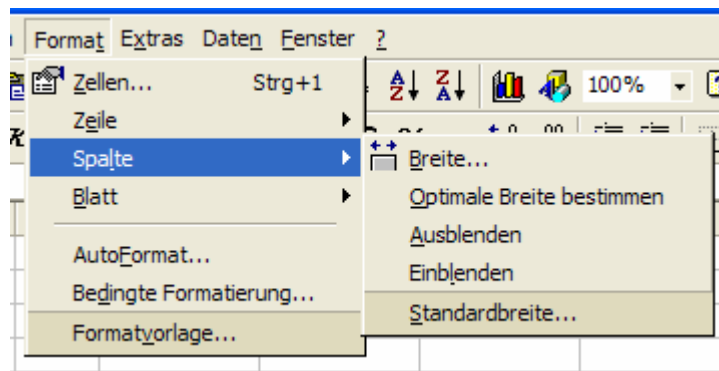 Format Extras Daten Fenster ?
Zellen... Strg+1
100%
Zeile
Spalte
Blatt
AutoFormat...
Bedingte Formatierung...
Formatvorlage...
Breite...
Optimale Breite bestimmen
Ausblenden
Einblenden
Standardbreite...